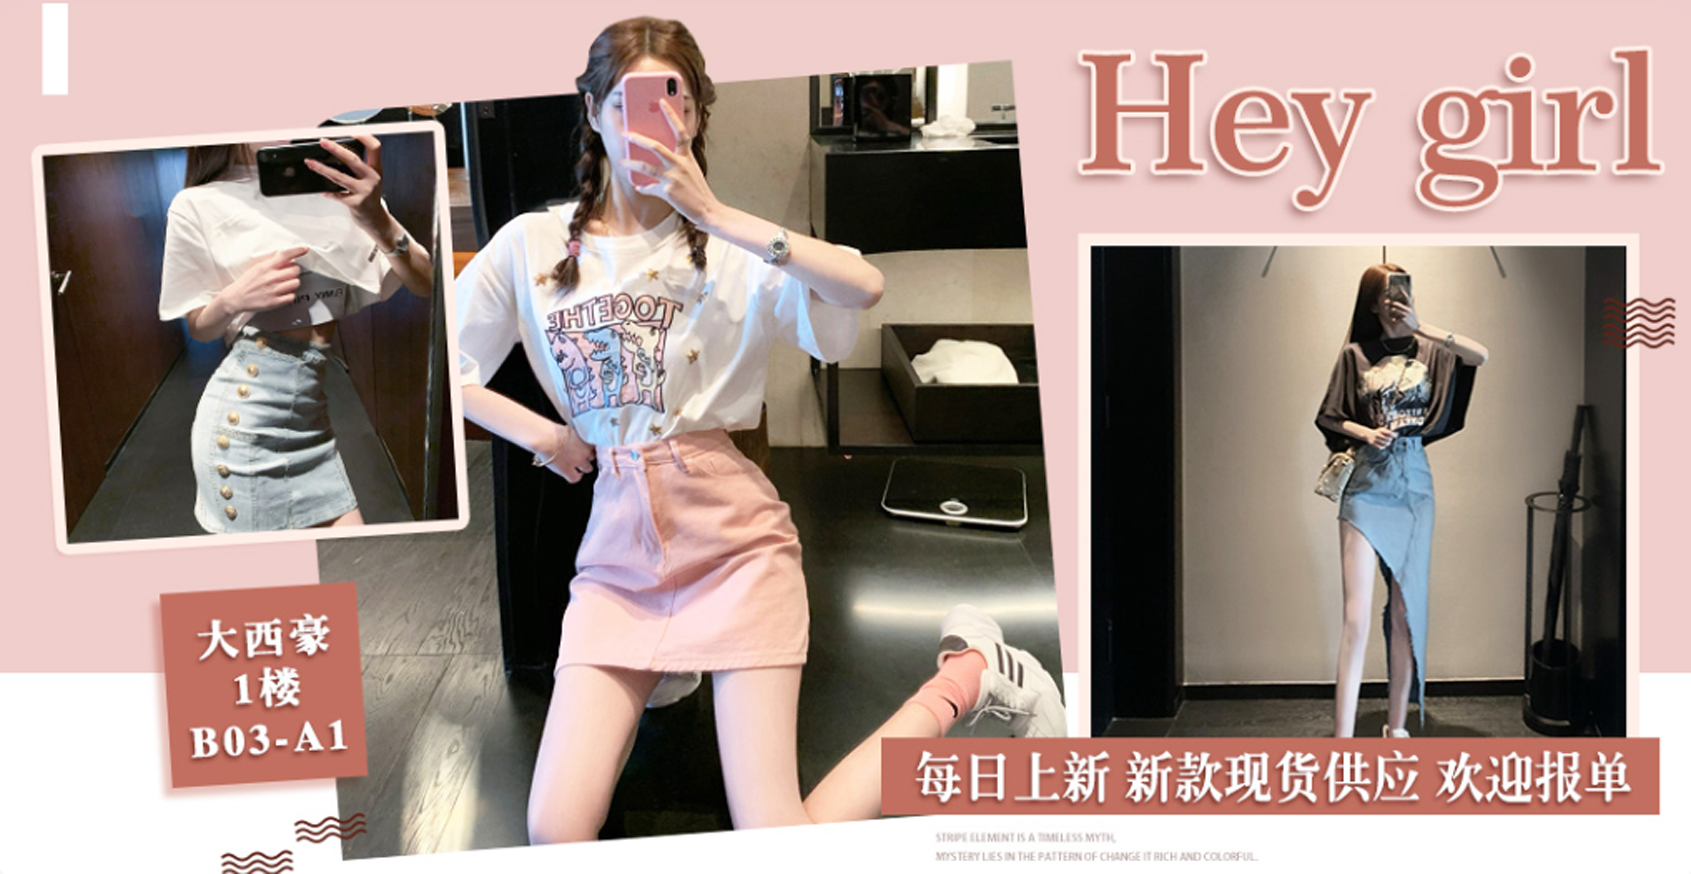 Hey girl
TOGETHE
大西豪
1楼
B03-A1
每日上新 新款现货供应 欢迎报单
STRIPE ELEMENT IS A TIMELESS MYTH,
MYSTERY LIES IN THE PATTERN OF CHANGE IT RICH AND COLORFUL.